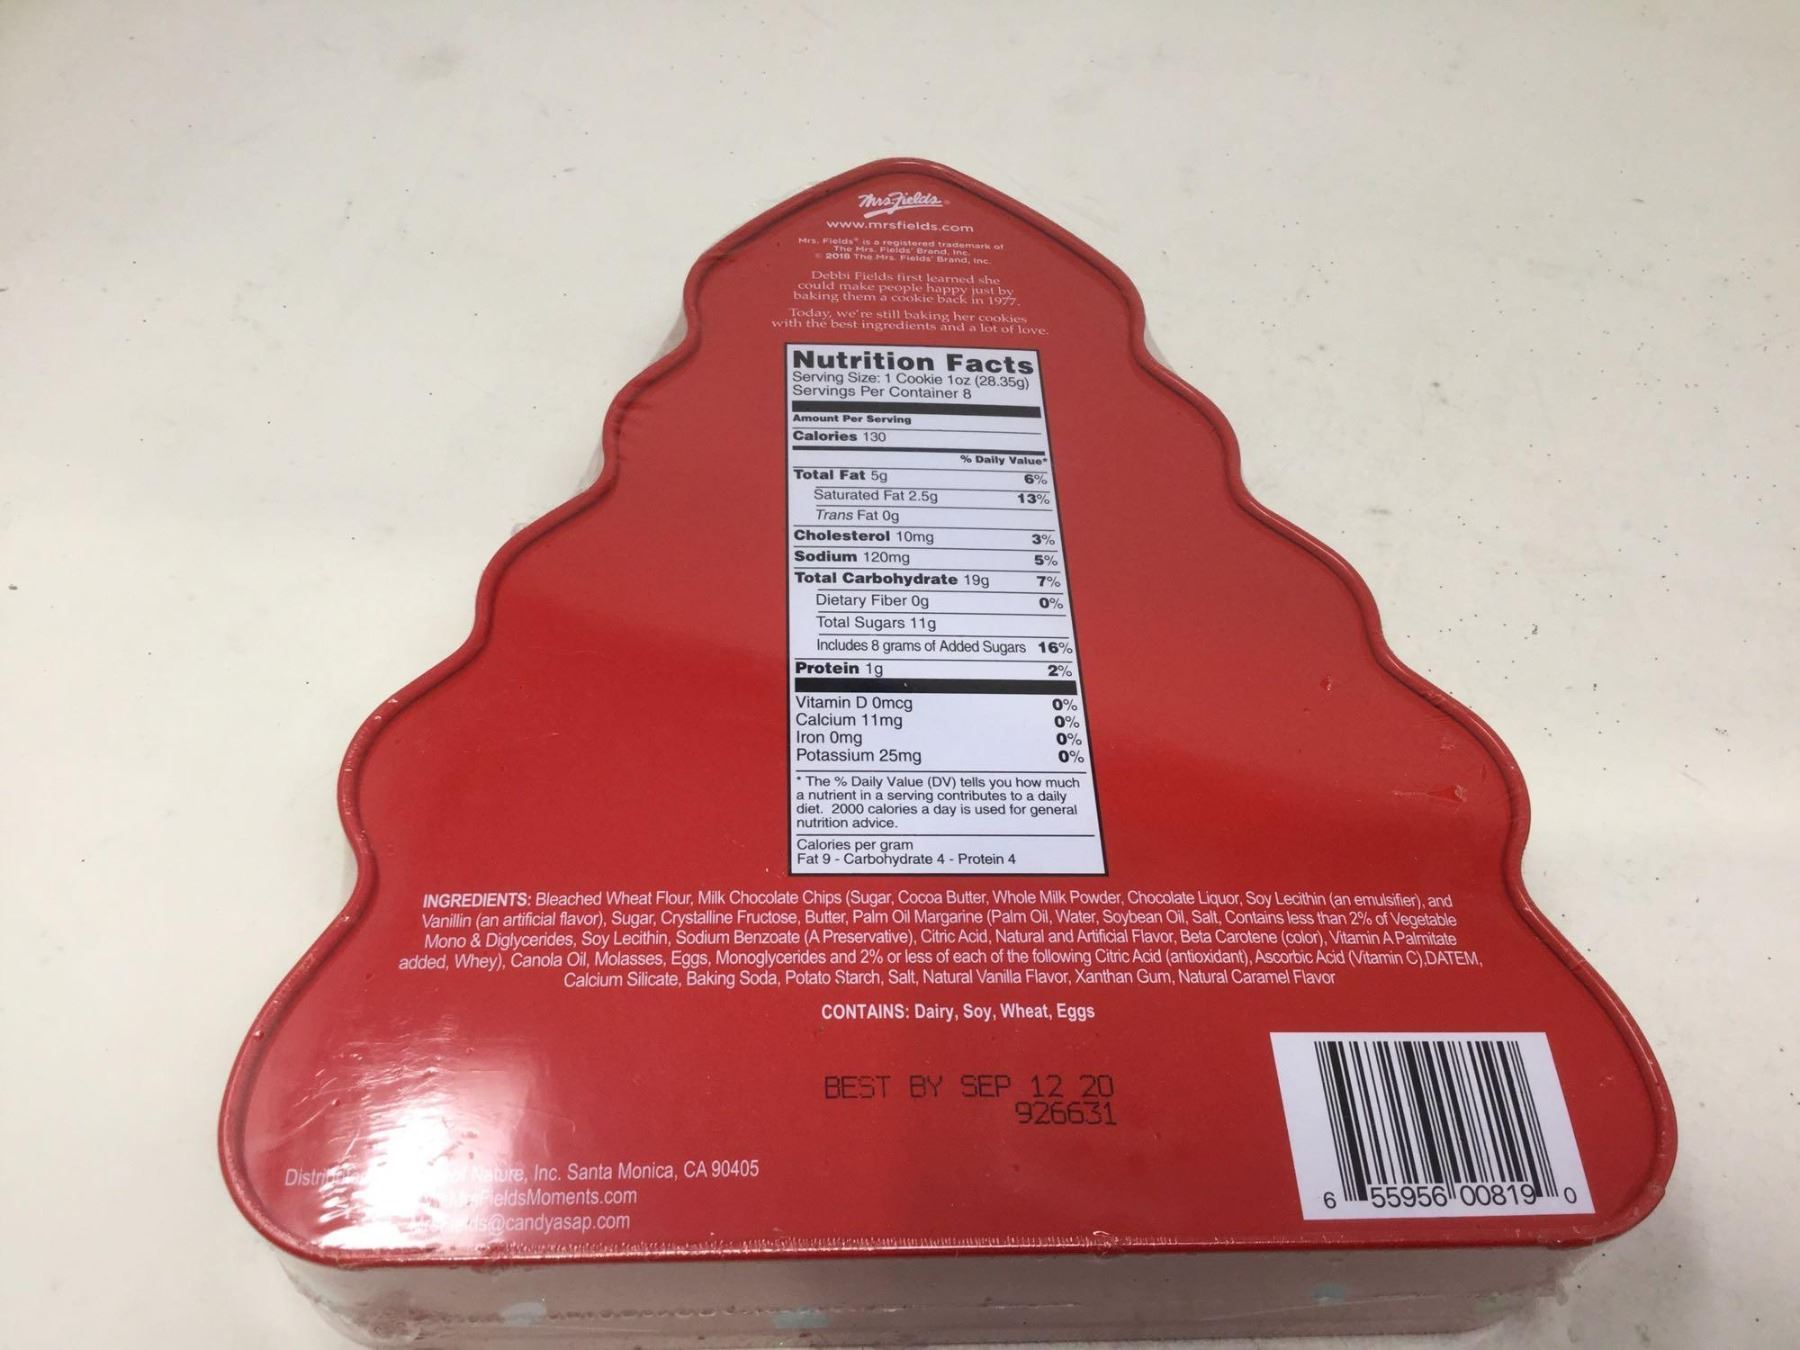 Mrs. Fields
www.mrsfields.com
Mrs. Fields® is a registered trademark of
The Mrs. Fields' Brand, Inc.
© 2018 The Mrs. Fields' Brand, Inc.
Debbi Fields first learned she
could make people happy just by
baking them a cookie back in 1977.
Today, we're still baking her cookies
with the best ingredients and a lot of love.
Nutrition Facts
Serving Size: 1 Cookie 1oz (28.35g)
Servings Per Container 8
Amount Per Serving
Calories 130
% Daily Value*
Total Fat 5g 6%
Saturated Fat 2.5g 13%
Trans Fat 0g
Cholesterol 10mg 3%
Sodium 120mg 5%
Total Carbohydrate 19g 7%
Dietary Fiber 0g 0%
Total Sugars 11g
Includes 8 grams of Added Sugars 16%
Protein 1g 2%
Vitamin D 0mcg 0%
Calcium 11mg 0%
Iron 0mg 0%
Potassium 25mg 0%
* The % Daily Value (DV) tells you how much
a nutrient in a serving contributes to a daily
diet. 2000 calories a day is used for general
nutrition advice.
Calories per gram
Fat 9 - Carbohydrate 4 - Protein 4
INGREDIENTS: Bleached Wheat Flour, Milk Chocolate Chips (Sugar, Cocoa Butter, Whole Milk Powder, Chocolate Liquor, Soy Lecithin (an emulsifier), and
Vanillin (an artificial flavor), Sugar, Crystalline Fructose, Butter, Palm Oil Margarine (Palm Oil, Water, Soybean Oil, Salt, Contains less than 2% of Vegetable
Mono & Diglycerides, Soy Lecithin, Sodium Benzoate (A Preservative), Citric Acid, Natural and Artificial Flavor, Beta Carotene (color), Vitamin A Palmitate
added, Whey), Canola Oil, Molasses, Eggs, Monoglycerides and 2% or less of each of the following Citric Acid (antioxidant), Ascorbic Acid (Vitamin C),DATEM,
Calcium Silicate, Baking Soda, Potato Starch, Salt, Natural Vanilla Flavor, Xanthan Gum, Natural Caramel Flavor
CONTAINS: Dairy, Soy, Wheat, Eggs
BEST BY SEP 12 20
926631
of Nature, Inc. Santa Monica, CA 90405
MrsFieldsMoments.com
@candyasap.com
6 55956 00819 0